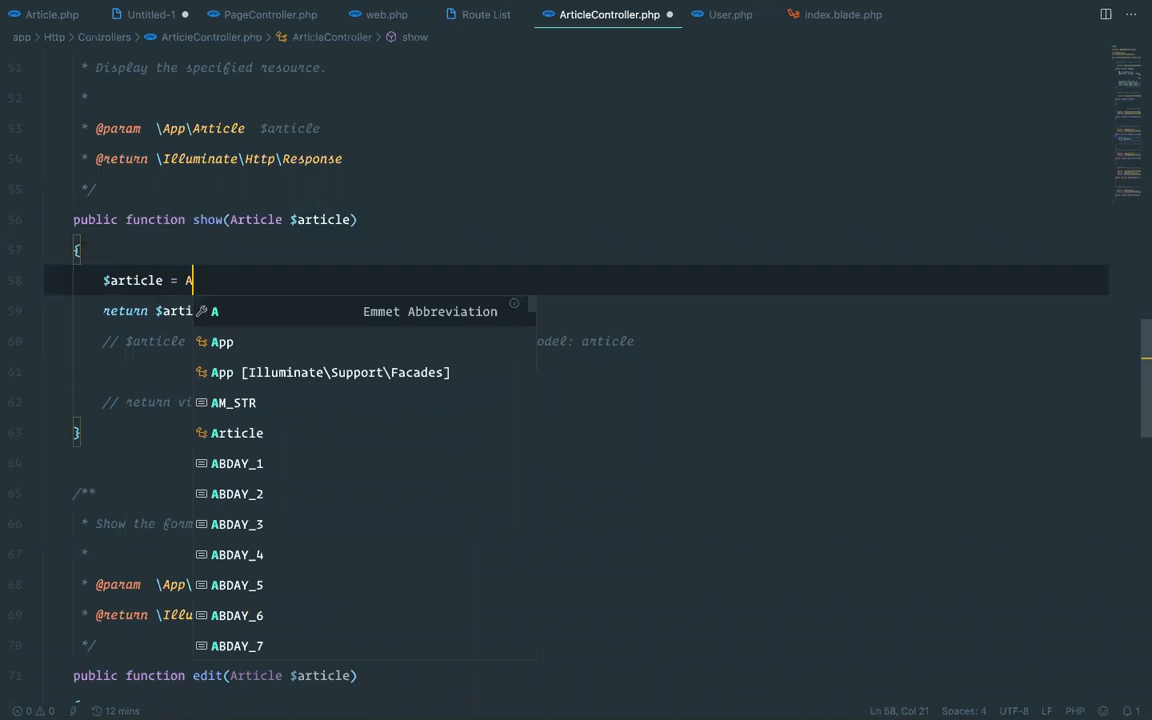 Article.php Untitled-1 PageController.php web.php Route List ArticleController.php User.php index.blade.php ...
app > Http > Controllers > ArticleController.php > ArticleController > show
51 * Display the specified resource.
52 *
53 * @param \App\Article $article
54 * @return \Illuminate\Http\Response
55 */
56 public function show(Article $article)
57 {
58 $article = A
59 return $arti
A Emmet Abbreviation
60 // $article odel: article
App
61 App [Illuminate\Support\Facades]
62 // return vi
AM_STR
63 }
Article
64 ABDAY_1
65 /**
ABDAY_2
66 * Show the form
ABDAY_3
67 *
ABDAY_4
68 * @param \App\
ABDAY_5
69 * @return \Illu
ABDAY_6
70 */
ABDAY_7
71 public function edit(Article $article)
0 0 12 mins Ln 58, Col 21 Spaces: 4 UTF-8 LF PHP 1